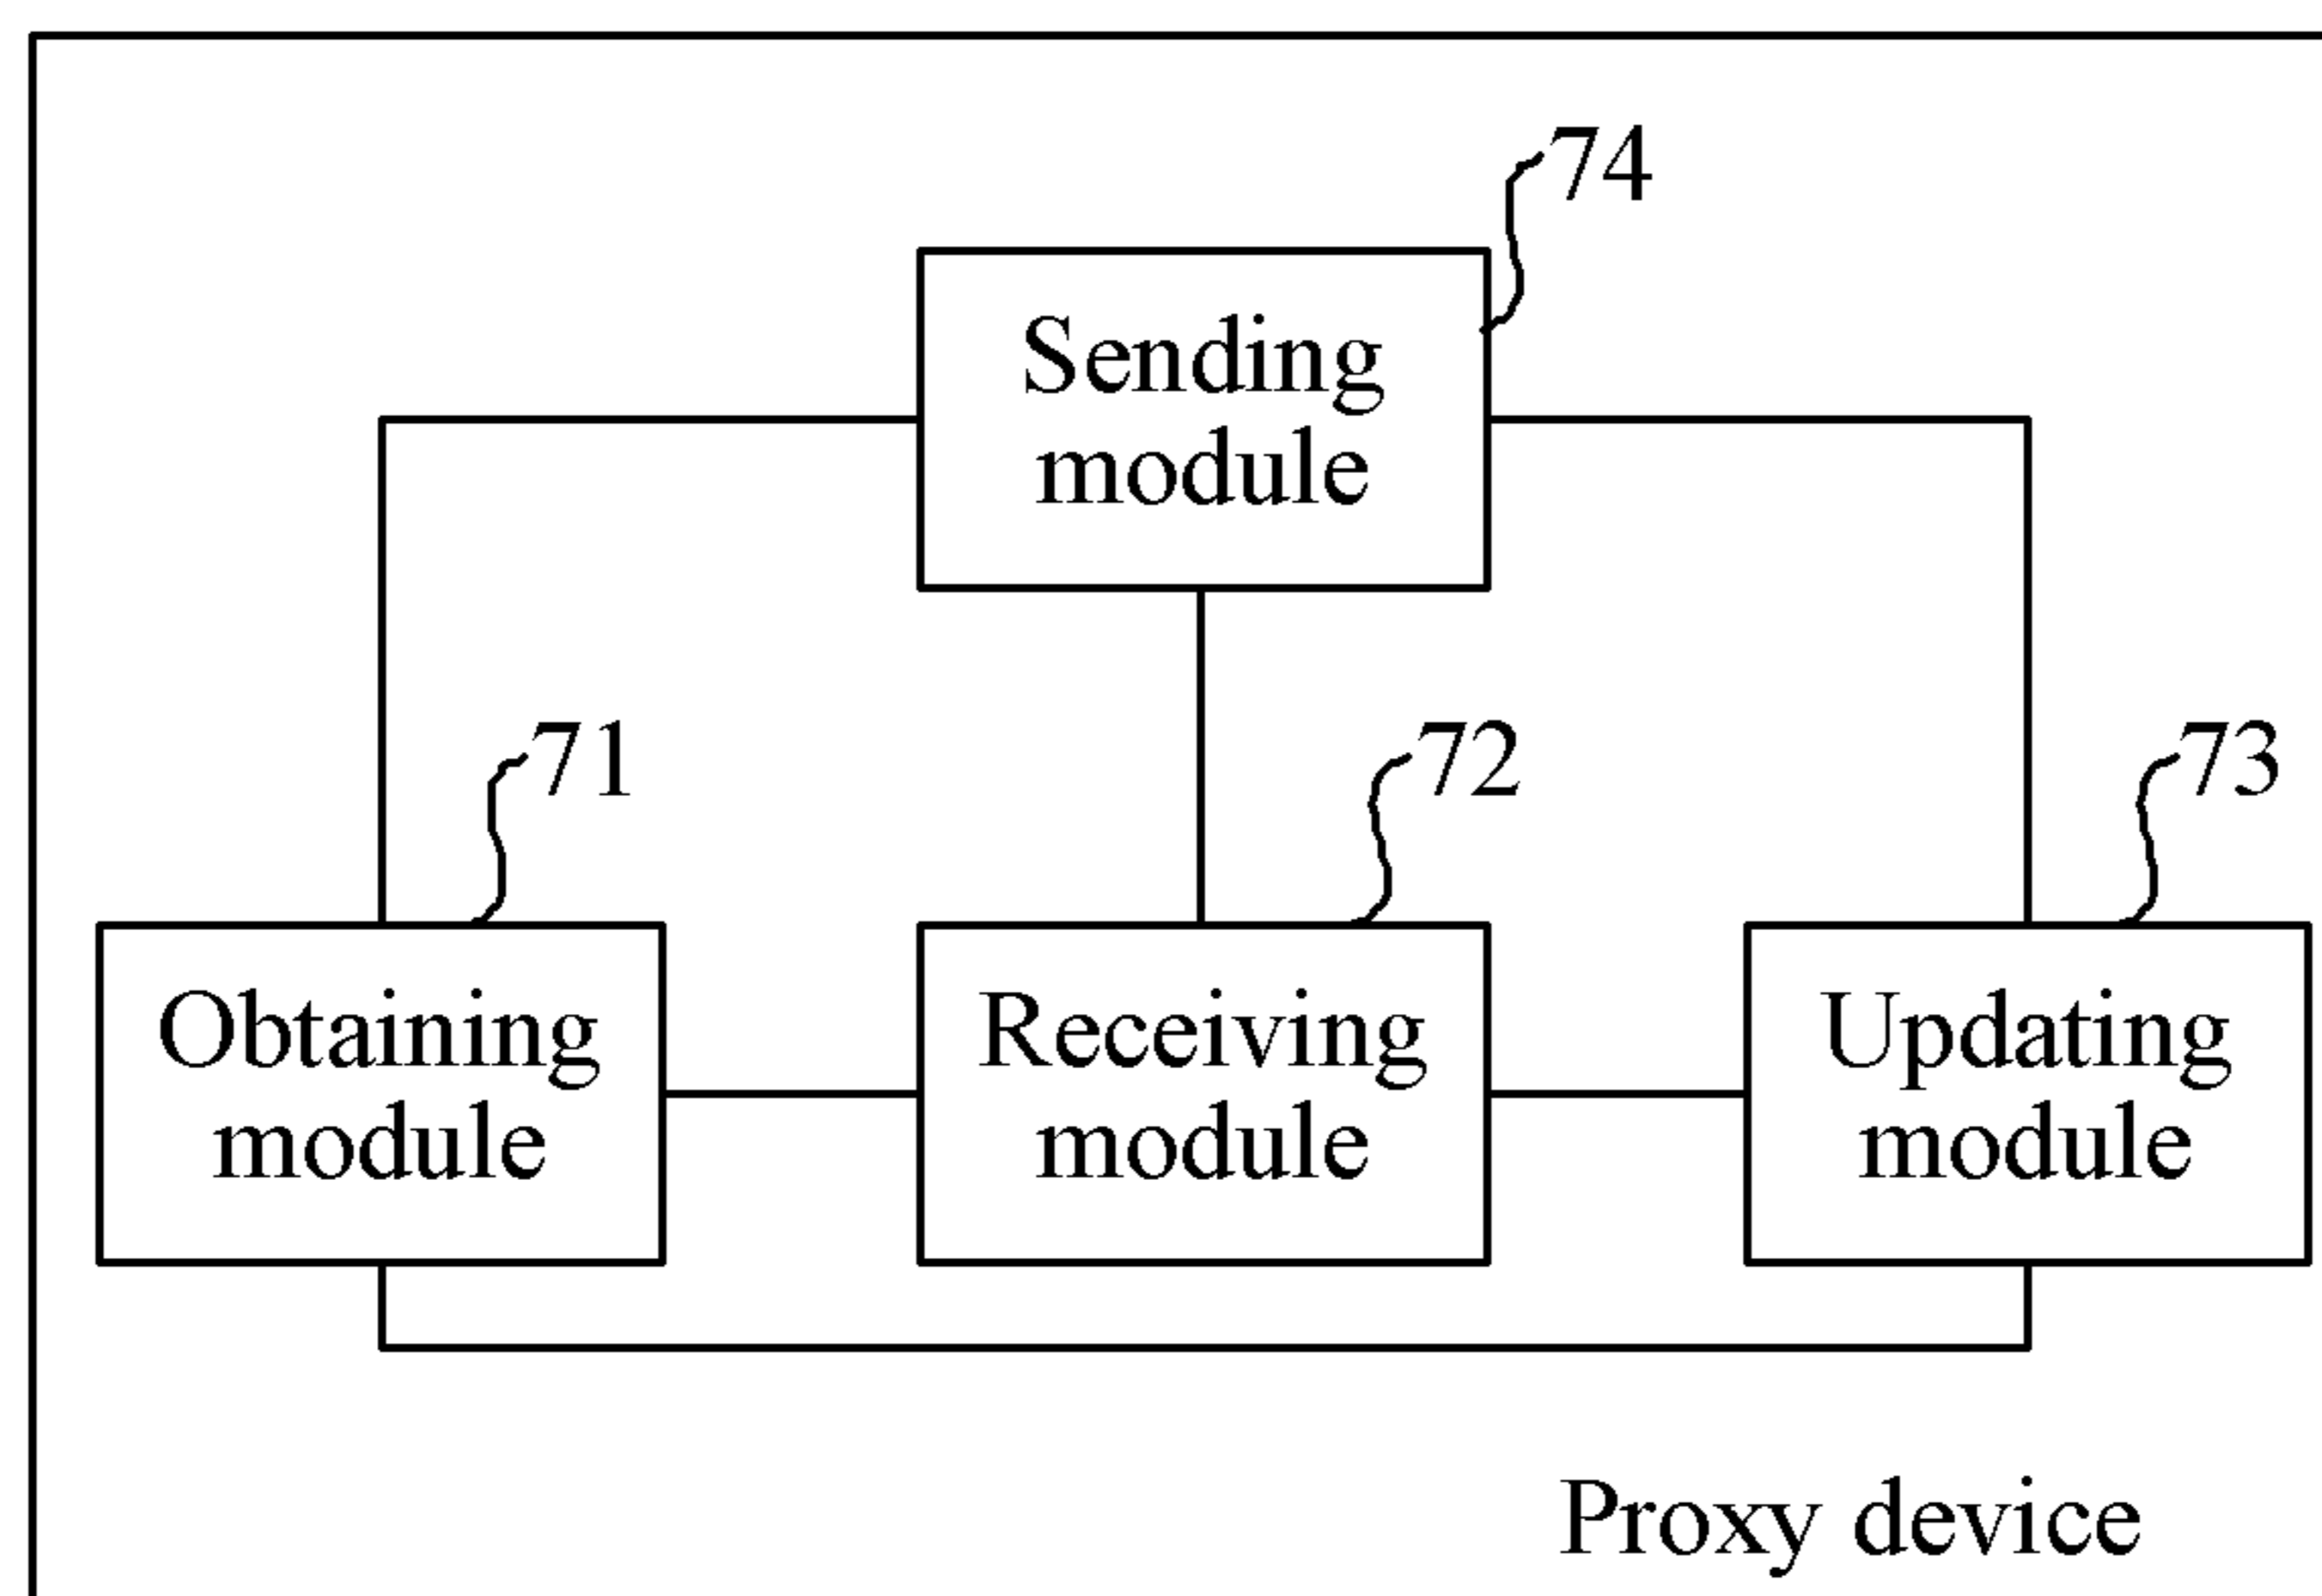 74
Sending
module
71
72
73
Obtaining
module
Receiving
module
Updating
module
Proxy device